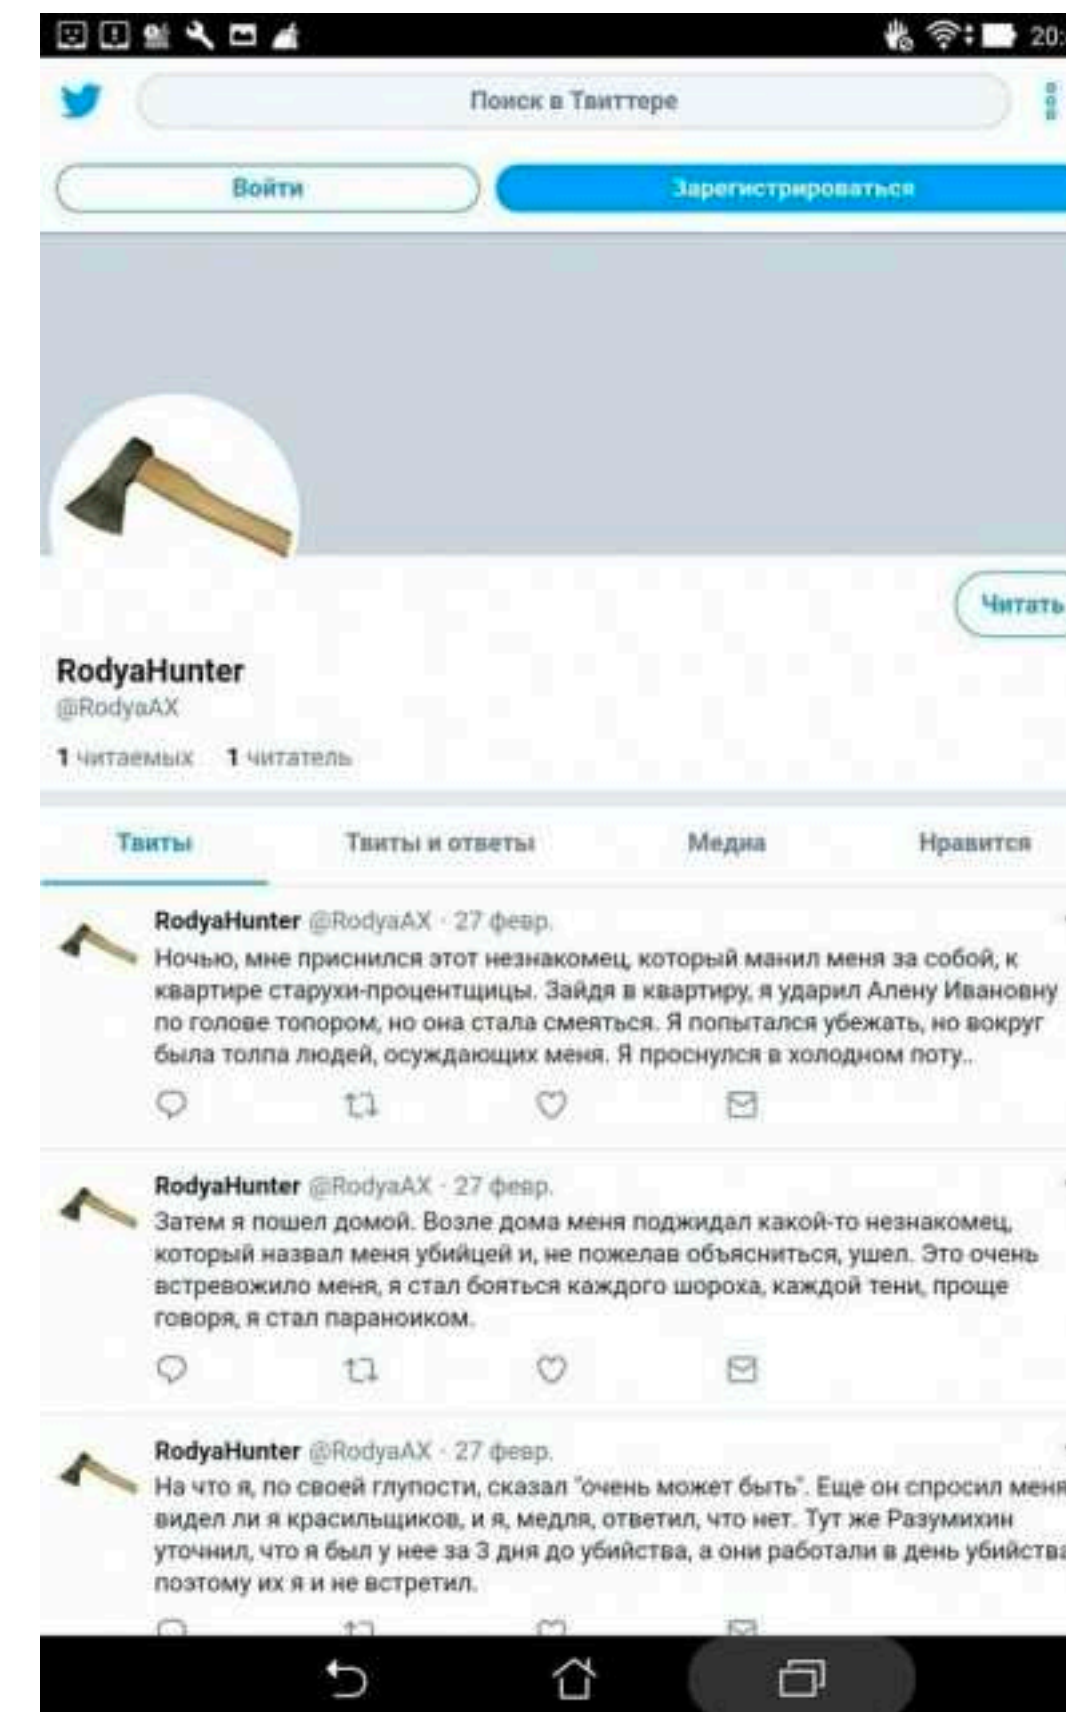 20:
Поиск в Твиттере
Войти
Зарегистрироваться
Читать
RodyaHunter
@RodyaAX
1 читаемых 1 читатель
Твиты Твиты и ответы Медиа Нравится
RodyaHunter @RodyaAX · 27 февр.
Ночью, мне приснился этот незнакомец, который манил меня за собой, к
квартире старухи-процентщицы. Зайдя в квартиру, я ударил Алену Ивановну
по голове топором, но она стала смеяться. Я попытался убежать, но вокруг
была толпа людей, осуждающих меня. Я проснулся в холодном поту..
RodyaHunter @RodyaAX · 27 февр.
Затем я пошел домой. Возле дома меня поджидал какой-то незнакомец,
который назвал меня убийцей и, не пожелав объясниться, ушел. Это очень
встревожило меня, я стал бояться каждого шороха, каждой тени, проще
говоря, я стал параноиком.
RodyaHunter @RodyaAX · 27 февр.
На что я, по своей глупости, сказал "очень может быть". Еще он спросил меня
видел ли я красильщиков, и я, медля, ответил, что нет. Тут же Разумихин
уточнил, что я был у нее за 3 дня до убийства, а они работали в день убийства
поэтому их я и не встретил.